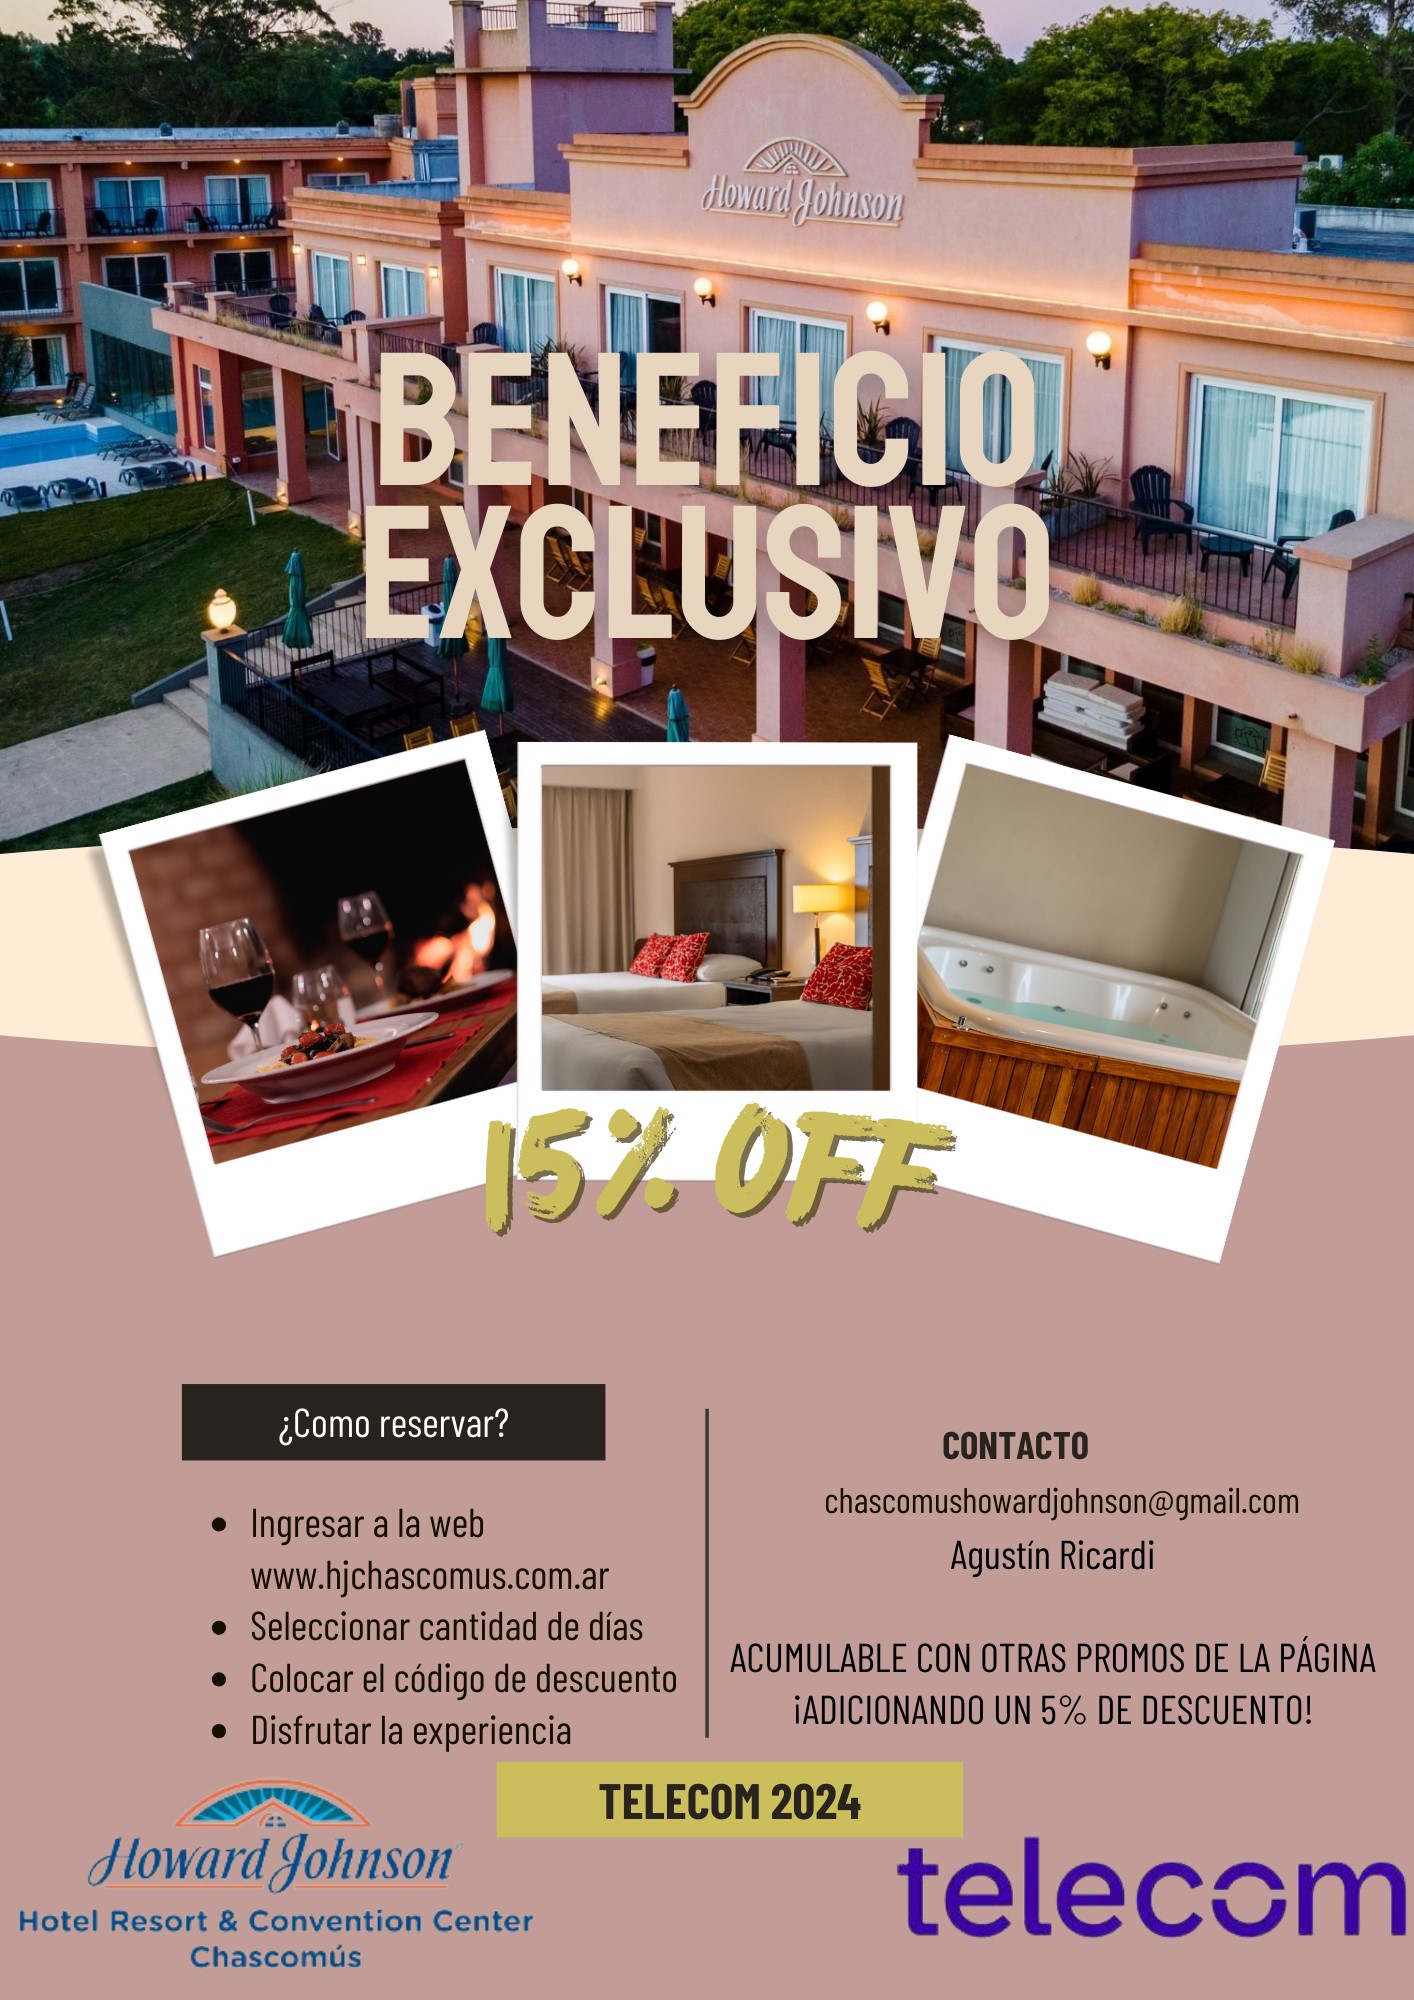 Howard Johnson
BENEFICIO
EXCLUSIVO
15% OFF
¿Como reservar?
Ingresar a la web
www.hjchascomus.com.ar
Seleccionar cantidad de días
Colocar el código de descuento
Disfrutar la experiencia
CONTACTO
chascomushowardjohnson@gmail.com
Agustín Ricardi
ACUMULABLE CON OTRAS PROMOS DE LA PÁGINA
¡ADICIONANDO UN 5% DE DESCUENTO!
TELECOM 2024
Howard Johnson
Hotel Resort & Convention Center
Chascomús
telecom